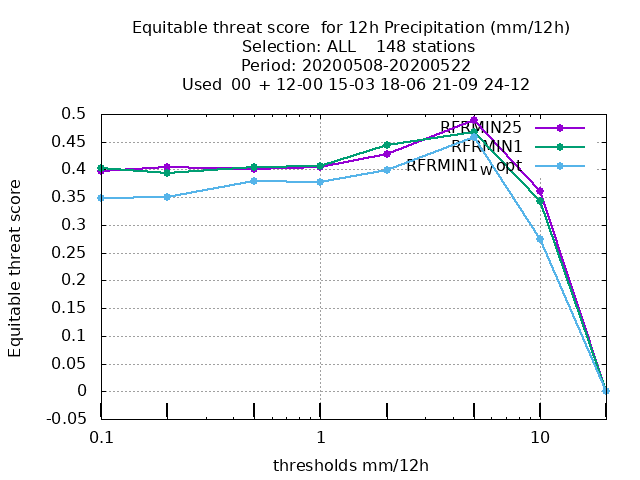 Equitable threat score  for 12h Precipitation (mm/12h)
Selection: ALL    148 stations
Period: 20200508-20200522
Used  00 + 12-00 15-03 18-06 21-09 24-12
RFRMIN25
RFRMIN1
RFRMIN1wopt
Equitable threat score
0.5
0.45
0.4
0.35
0.3
0.25
0.2
0.15
0.1
0.05
0
-0.05
0.1 1 10
thresholds mm/12h